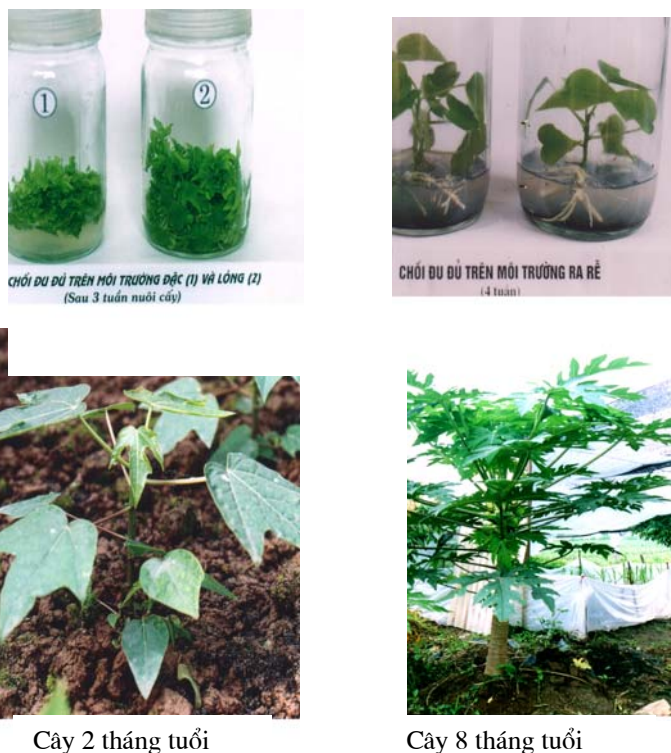 1
2
CHỒI ĐU ĐỦ TRÊN MÔI TRƯỜNG ĐẶC (1) VÀ LỎNG (2)
(Sau 3 tuần nuôi cấy)
CHỒI ĐU ĐỦ TRÊN MÔI TRƯỜNG RA RỄ
(4 tuần)
Cây 2 tháng tuổi
Cây 8 tháng tuổi